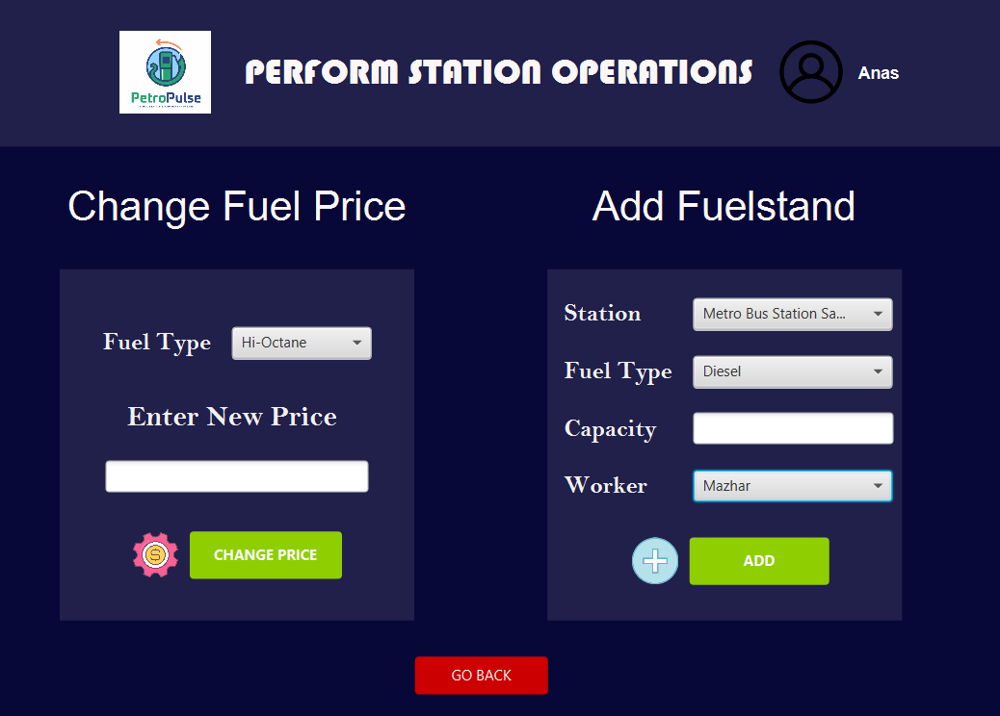 PetroPulse
PERFORM STATION OPERATIONS
Anas
Change Fuel Price
Fuel Type
Hi-Octane
Enter New Price
CHANGE PRICE
Add Fuelstand
Station
Metro Bus Station Sa...
Fuel Type
Diesel
Capacity
Worker
Mazhar
ADD
GO BACK